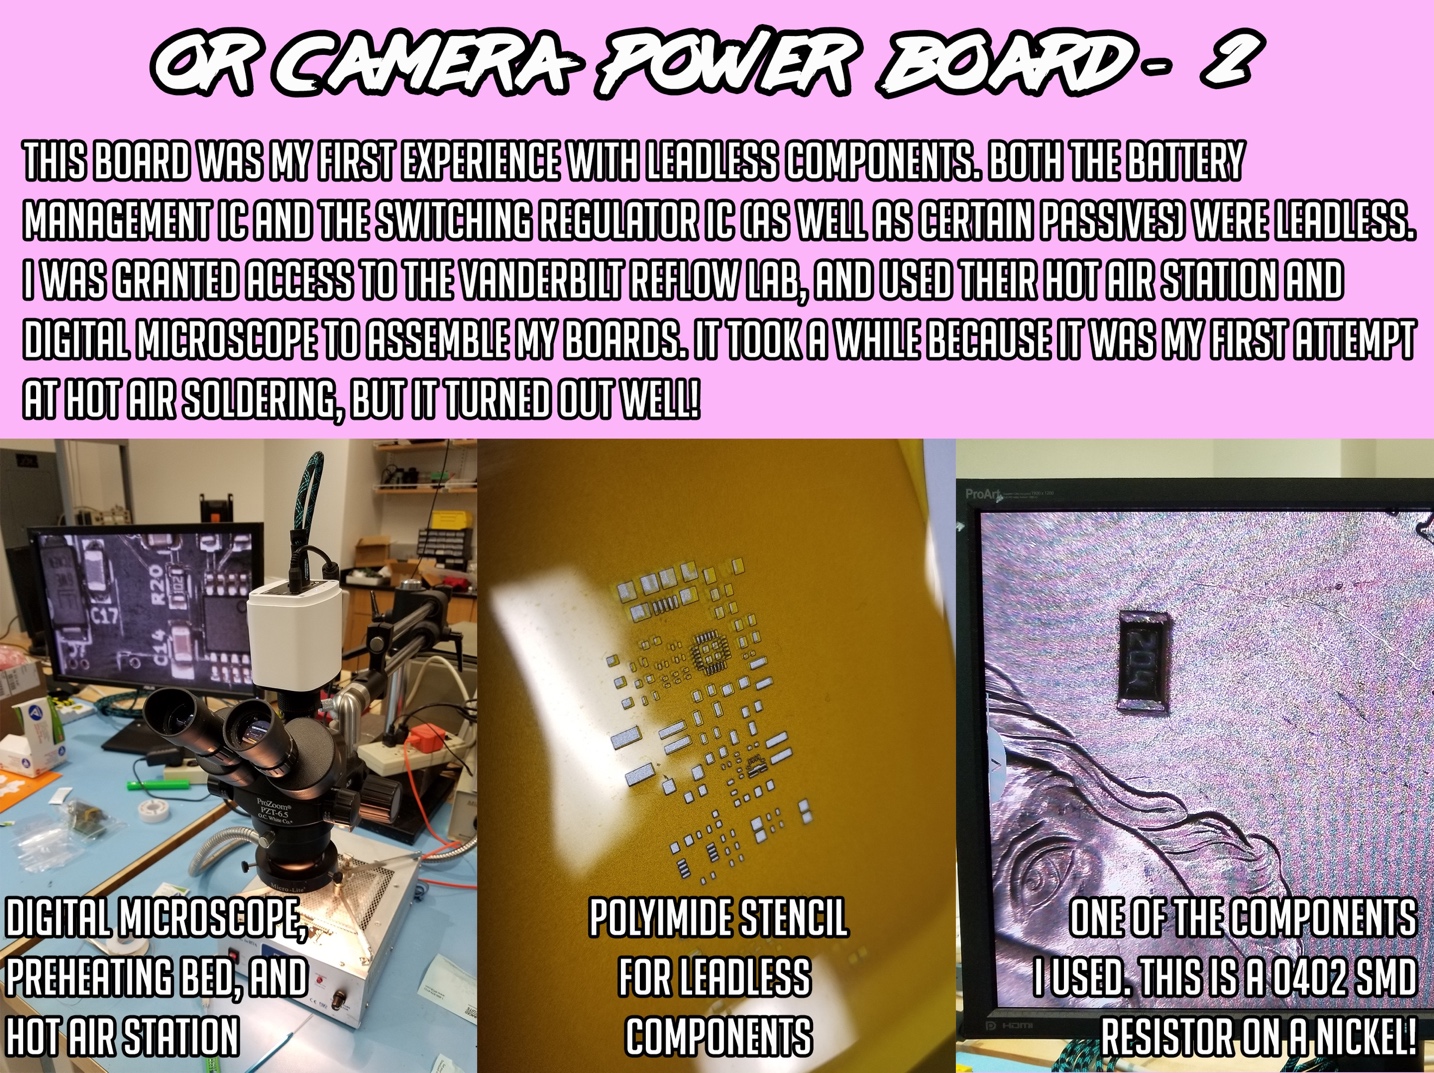 OR CAMERA POWER BOARD - 2
THIS BOARD WAS MY FIRST EXPERIENCE WITH LEADLESS COMPONENTS. BOTH THE BATTERY
MANAGEMENT IC AND THE SWITCHING REGULATOR IC (AS WELL AS CERTAIN PASSIVES) WERE LEADLESS.
I WAS GRANTED ACCESS TO THE VANDERBILT REFLOW LAB, AND USED THEIR HOT AIR STATION AND
DIGITAL MICROSCOPE TO ASSEMBLE MY BOARDS. IT TOOK A WHILE BECAUSE IT WAS MY FIRST ATTEMPT
AT HOT AIR SOLDERING, BUT IT TURNED OUT WELL!
C17
R20
C14
ProZoom®
PZT-6.5
Micro-Lite
DIGITAL MICROSCOPE,
PREHEATING BED, AND
HOT AIR STATION
POLYIMIDE STENCIL
FOR LEADLESS
COMPONENTS
ProArt
204
HDMI
ONE OF THE COMPONENTS
I USED. THIS IS A 0402 SMD
RESISTOR ON A NICKEL!